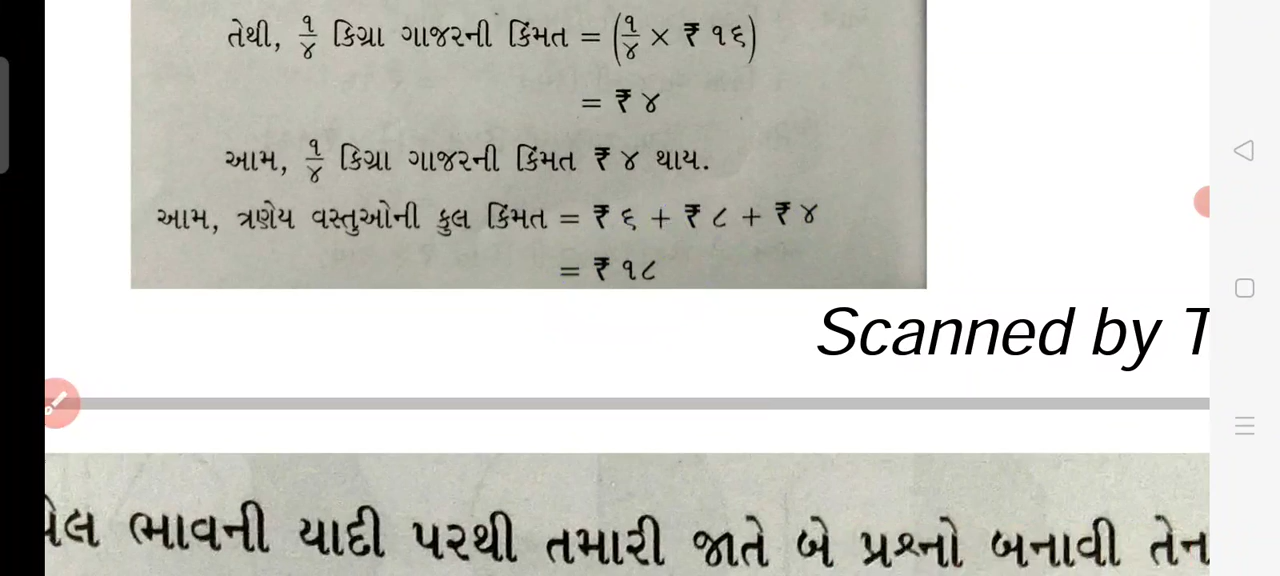 તેથી, ૧/૪ કિગ્રા ગાજરની કિંમત = (૧/૪ × ₹ ૧૬)
= ₹ ૪
આમ, ૧/૪ કિગ્રા ગાજરની કિંમત ₹ ૪ થાય.
આમ, ત્રણેય વસ્તુઓની કુલ કિંમત = ₹ ૬ + ₹ ૮ + ₹ ૪
= ₹ ૧૮
Scanned by T
ભાવની યાદી પરથી તમારી જાતે બે પ્રશ્નો બનાવી